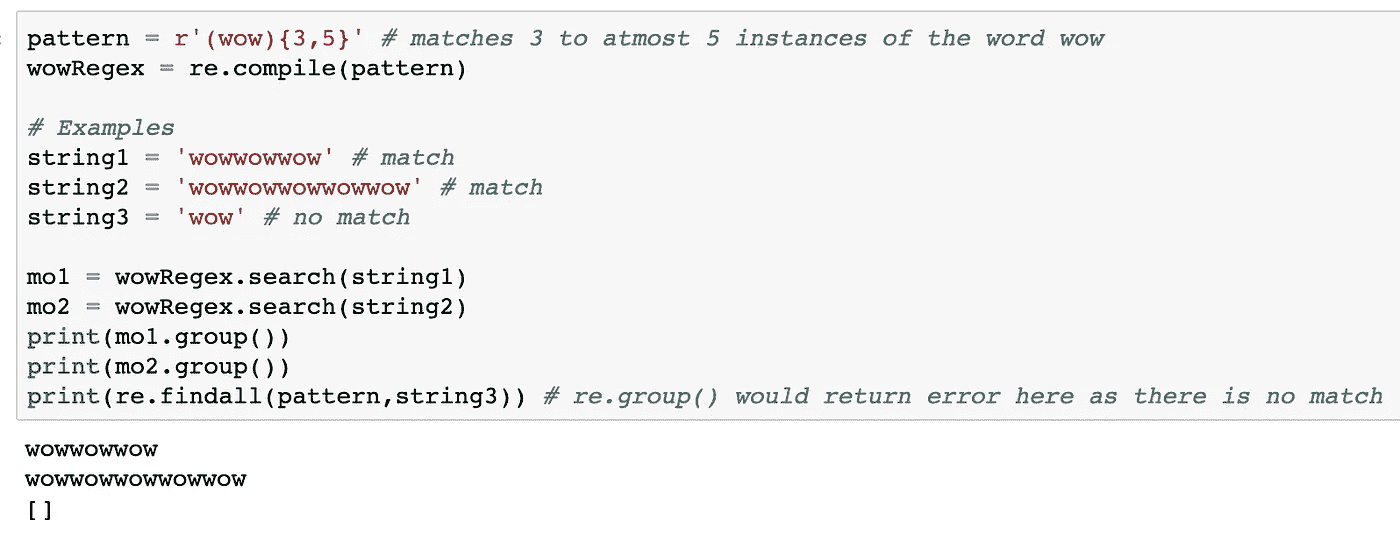 pattern = r'(wow){3,5}' # matches 3 to atmost 5 instances of the word wow
wowRegex = re.compile(pattern)
# Examples
string1 = 'wowwowwow' # match
string2 = 'wowwowwowwowwow' # match
string3 = 'wow' # no match
mo1 = wowRegex.search(string1)
mo2 = wowRegex.search(string2)
print(mo1.group())
print(mo2.group())
print(re.findall(pattern,string3)) # re.group() would return error here as there is no match
wowwowwow
wowwowwowwowwow
[]